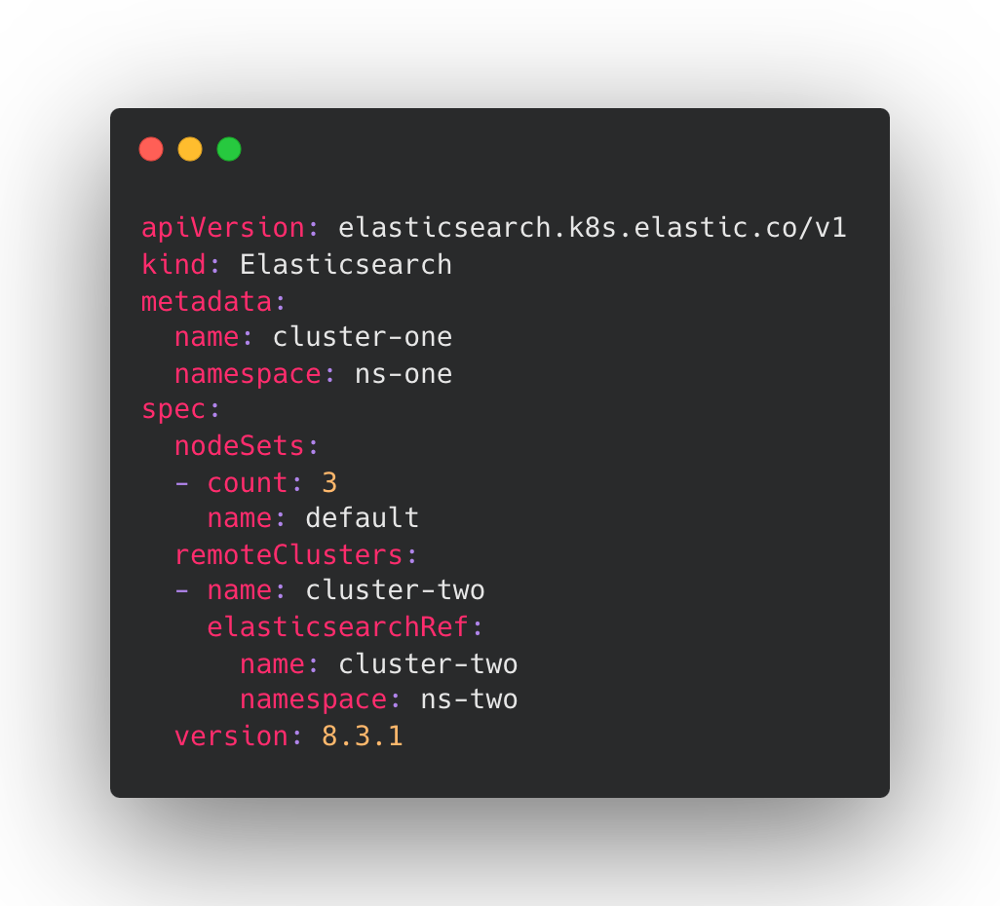 apiVersion: elasticsearch.k8s.elastic.co/v1
kind: Elasticsearch
metadata:
  name: cluster-one
  namespace: ns-one
spec:
  nodeSets:
  - count: 3
    name: default
  remoteClusters:
  - name: cluster-two
    elasticsearchRef:
      name: cluster-two
      namespace: ns-two
  version: 8.3.1